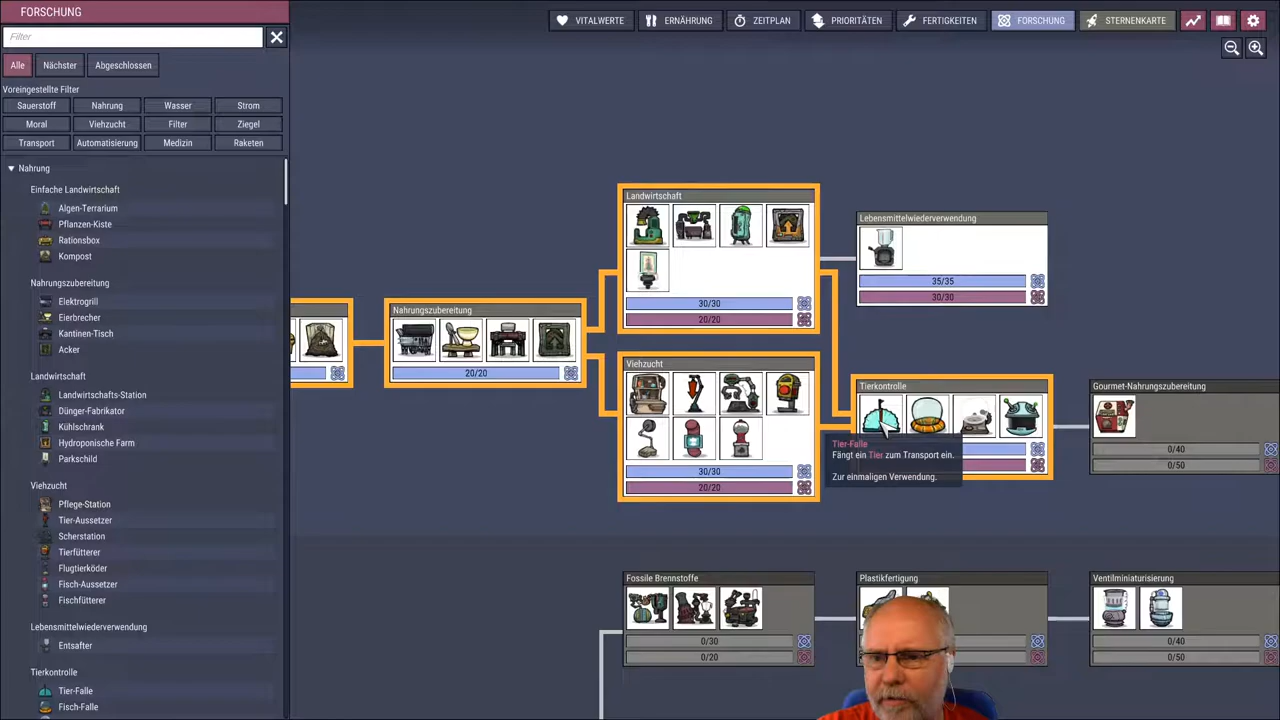 FORSCHUNG
VITALWERTE
ERNÄHRUNG
ZEITPLAN
PRIORITÄTEN
FERTIGKEITEN
FORSCHUNG
STERNENKARTE
Filter
Alle
Nächster
Abgeschlossen
Voreingestellte Filter
Sauerstoff
Nahrung
Wasser
Strom
Moral
Viehzucht
Filter
Ziegel
Transport
Automatisierung
Medizin
Raketen
Nahrung
Einfache Landwirtschaft
Algen-Terrarium
Pflanzen-Kiste
Rationsbox
Kompost
Nahrungszubereitung
Elektrogrill
Eierbrecher
Kantinen-Tisch
Acker
Landwirtschaft
Landwirtschafts-Station
Dünger-Fabrikator
Kühlschrank
Hydroponische Farm
Parkschild
Viehzucht
Pflege-Station
Tier-Aussetzer
Scherstation
Tierfütterer
Flugtierköder
Fisch-Aussetzer
Fischfütterer
Lebensmittelwiederverwendung
Entsafter
Tierkontrolle
Tier-Falle
Fisch-Falle
Nahrungszubereitung
20/20
Landwirtschaft
30/30
20/20
Viehzucht
30/30
20/20
Lebensmittelwiederverwendung
35/35
30/30
Tierkontrolle
Tier-Falle
Fängt ein Tier zum Transport ein.
Zur einmaligen Verwendung.
Gourmet-Nahrungszubereitung
0/40
0/50
Fossile Brennstoffe
0/30
0/20
Plastikfertigung
Ventilminiaturisierung
0/40
0/50